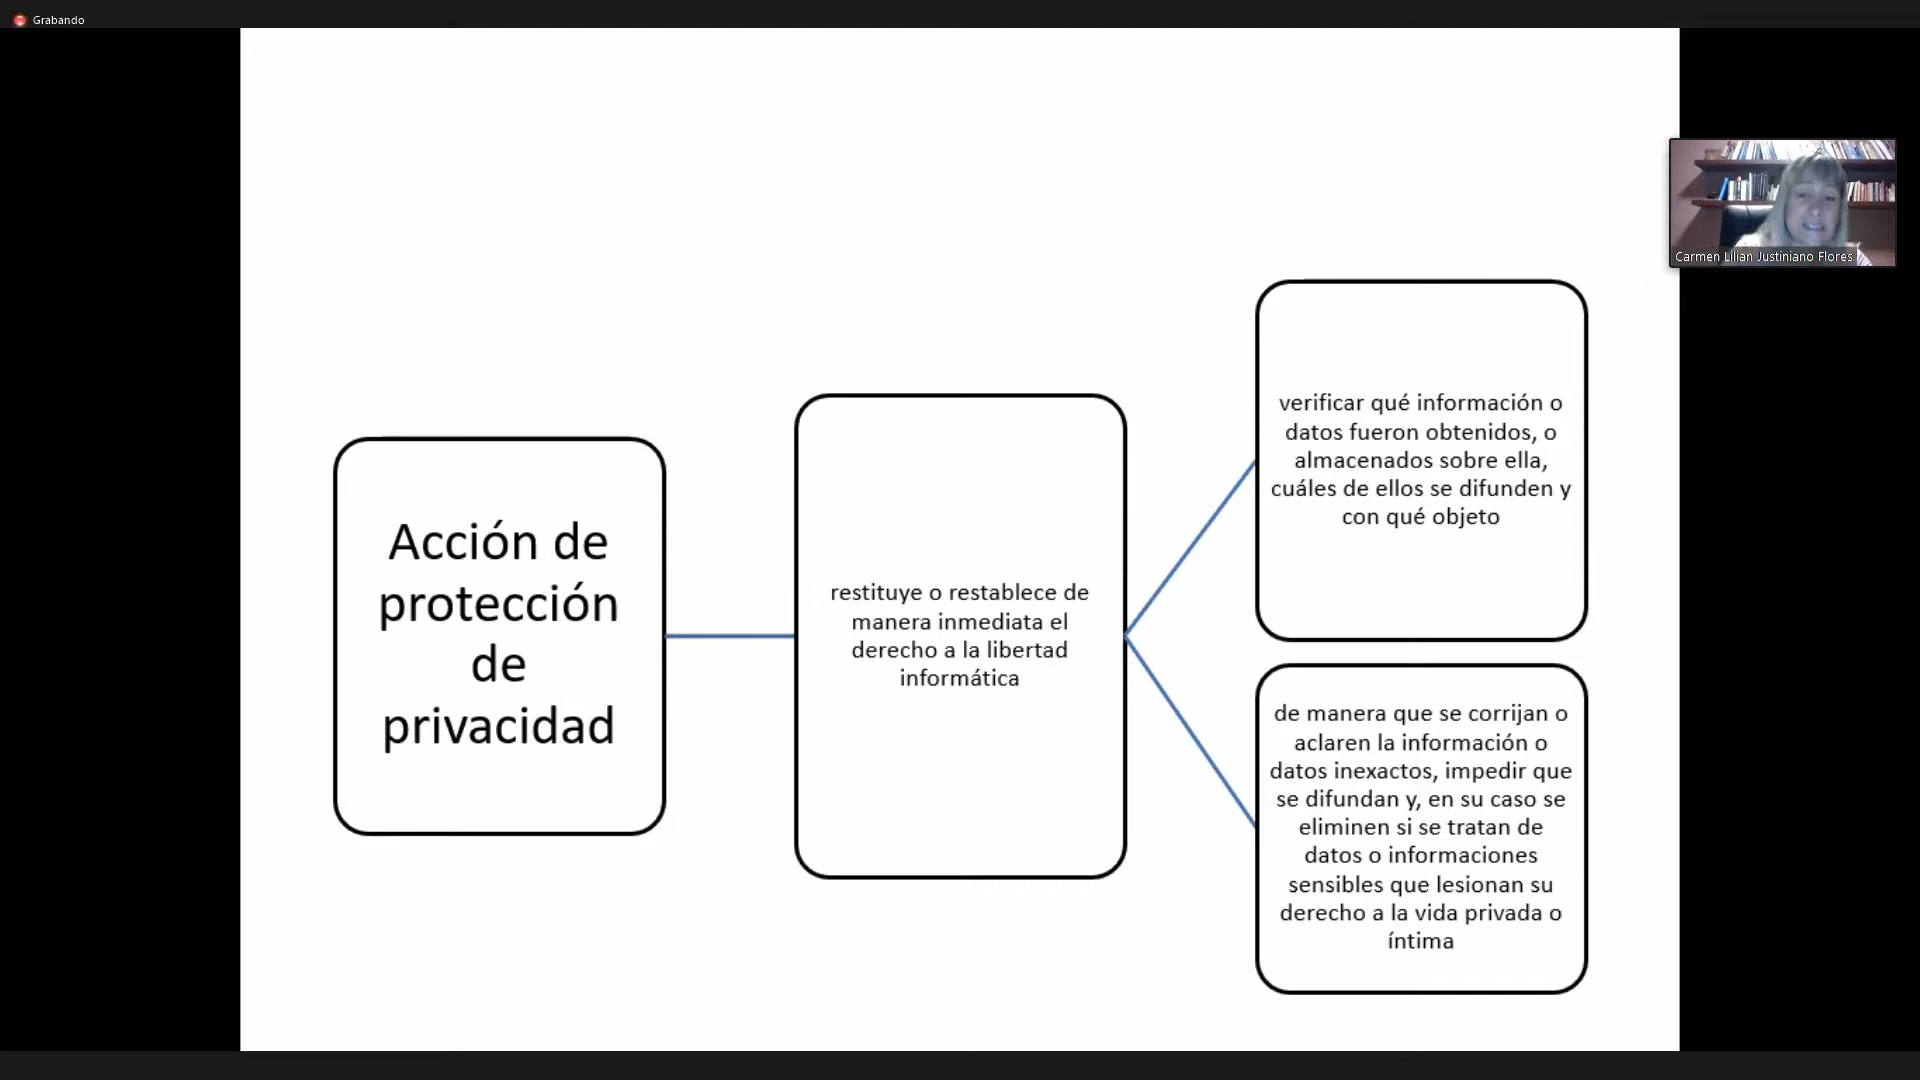 Grabando
Carmen Lilian Justiniano Flores
Acción de
protección
de
privacidad
restituye o restablece de
manera inmediata el
derecho a la libertad
informática
verificar qué información o
datos fueron obtenidos, o
almacenados sobre ella,
cuáles de ellos se difunden y
con qué objeto
de manera que se corrijan o
aclaren la información o
datos inexactos, impedir que
se difundan y, en su caso se
eliminen si se tratan de
datos o informaciones
sensibles que lesionan su
derecho a la vida privada o
íntima